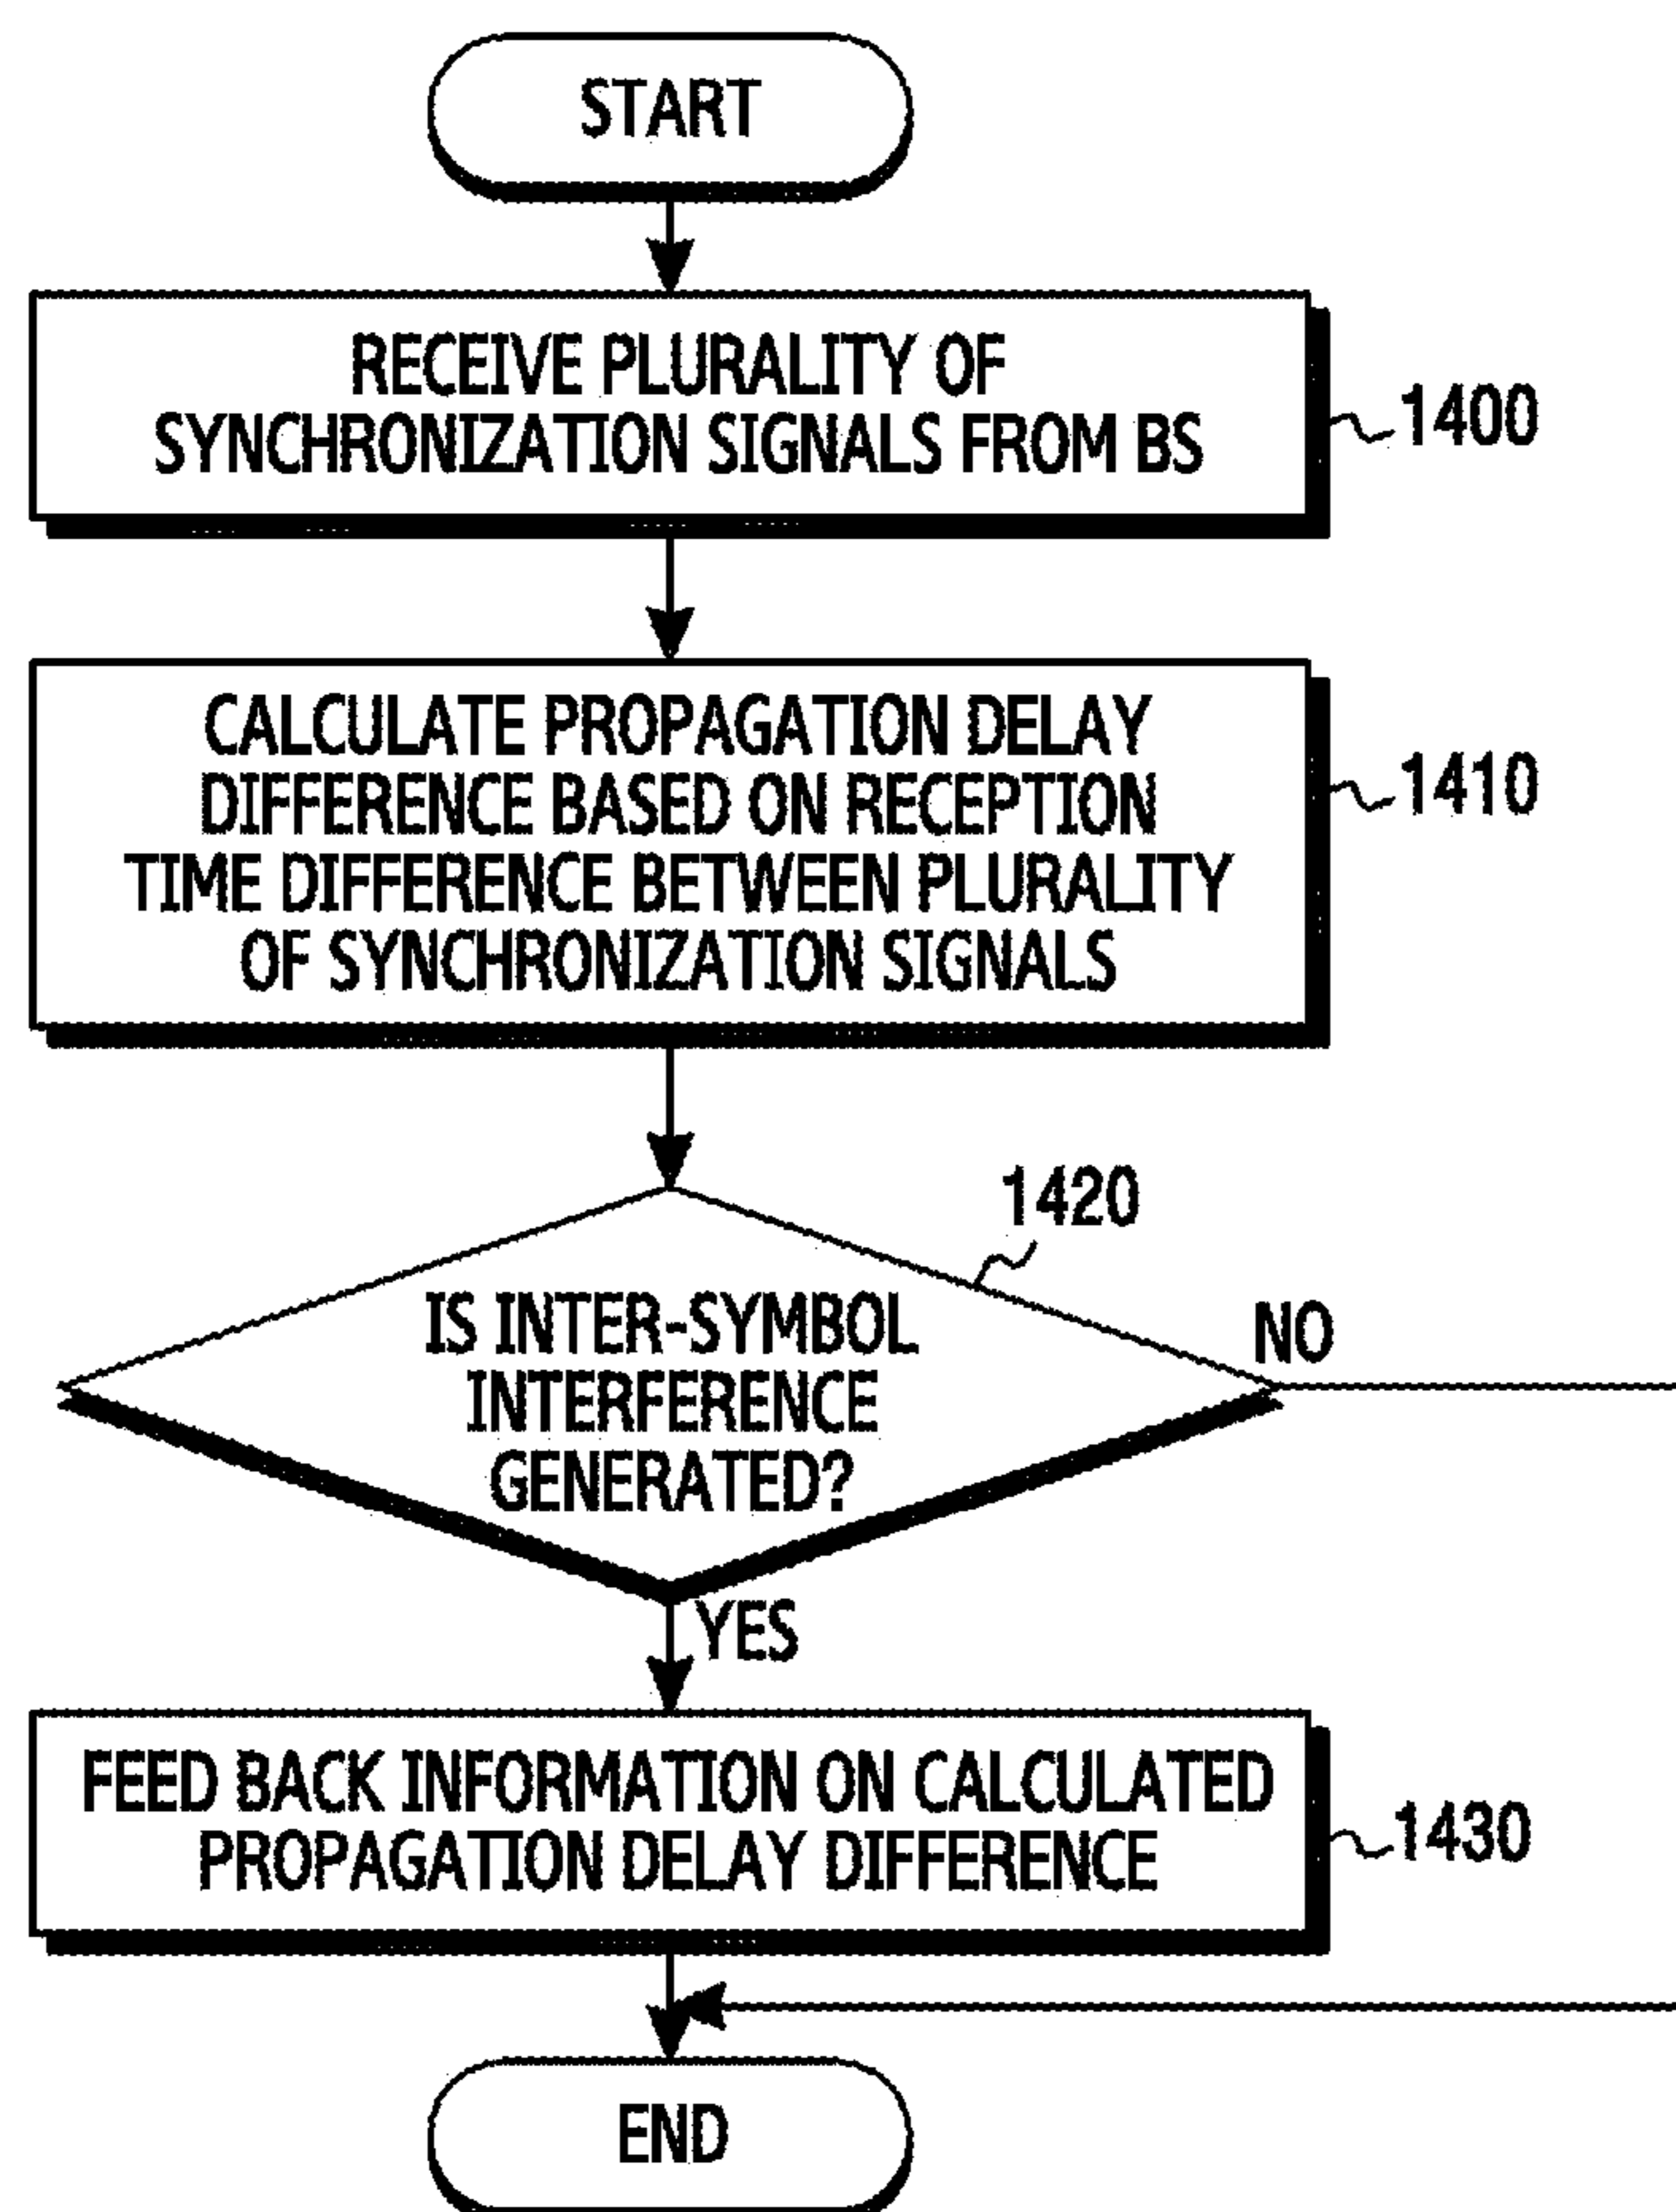 START
RECEIVE PLURALITY OF
SYNCHRONIZATION SIGNALS FROM BS
1400
CALCULATE PROPAGATION DELAY
DIFFERENCE BASED ON RECEPTION
TIME DIFFERENCE BETWEEN PLURALITY
OF SYNCHRONIZATION SIGNALS
1410
1420
IS INTER-SYMBOL
INTERFERENCE
GENERATED?
NO
YES
FEED BACK INFORMATION ON CALCULATED
PROPAGATION DELAY DIFFERENCE
1430
END